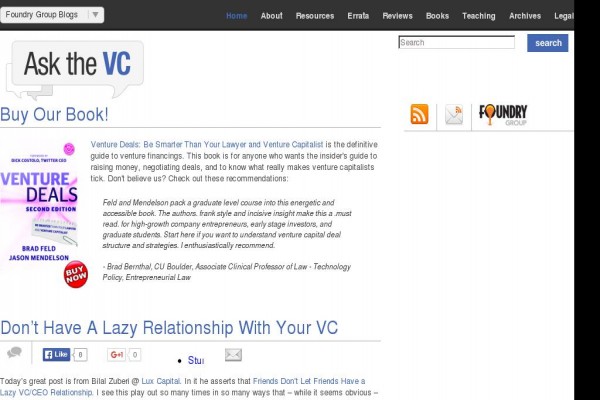 Foundry Group Blogs
Home About Resources Errata Reviews Books Teaching Archives Legal
Search
search
Ask the VC
FOUNDRY
GROUP
Buy Our Book!
Venture Deals: Be Smarter Than Your Lawyer and Venture Capitalist is the definitive
guide to venture financings. This book is for anyone who wants the insider's guide to
raising money, negotiating deals, and to know what really makes venture capitalists
tick. Don't believe us? Check out these recommendations:
DICK COSTOLO, TWITTER CEO
VENTURE
DEALS
SECOND EDITION
BRAD FELD
JASON MENDELSON
BUY
NOW
Feld and Mendelson pack a graduate level course into this energetic and
accessible book. The authors. frank style and incisive insight make this a .must
read. for high-growth company entrepreneurs, early stage investors, and
graduate students. Start here if you want to understand venture capital deal
structure and strategies. I enthusiastically recommend.
- Brad Bernthal, CU Boulder, Associate Clinical Professor of Law - Technology
Policy, Entrepreneurial Law
Don't Have A Lazy Relationship With Your VC
Like 6
G+1 0
Stu
Today's great post is from Bilal Zuberi @ Lux Capital. In it he asserts that Friends Don't Let Friends Have a
Lazy VC/CEO Relationship. I see this play out so many times in so many ways that – while it seems obvious –